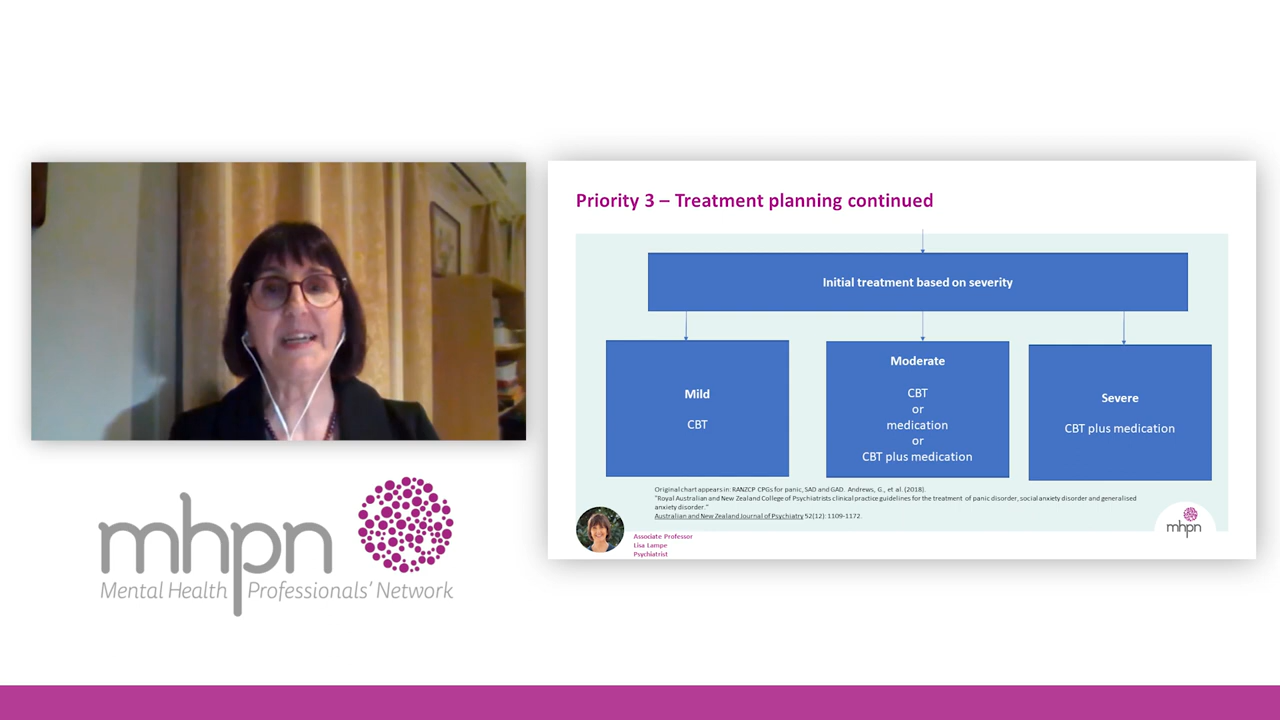 Priority 3 – Treatment planning continued
Initial treatment based on severity
Mild
CBT
Moderate
CBT
or
medication
or
CBT plus medication
Severe
CBT plus medication
Original chart appears in: RANZCP CPGs for panic, SAD and GAD. Andrews, G., et al. (2018).
"Royal Australian and New Zealand College of Psychiatrists clinical practice guidelines for the treatment of panic disorder, social anxiety disorder and generalised
anxiety disorder."
Australian and New Zealand Journal of Psychiatry 52(12): 1109-1172.
Associate Professor
Lisa Lampe
Psychiatrist
mhpn
mhpn
Mental Health Professionals' Network